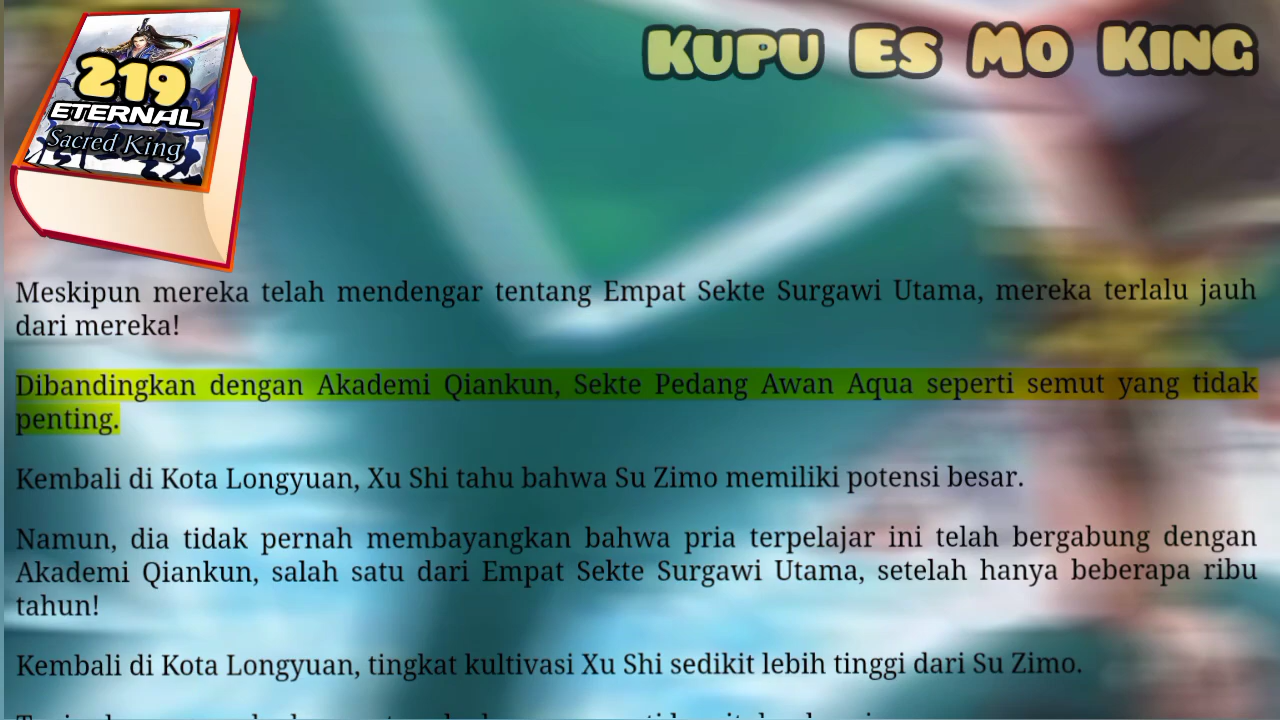 Kupu Es Mo King
219
ETERNAL
Sacred King
Meskipun mereka telah mendengar tentang Empat Sekte Surgawi Utama, mereka terlalu jauh
dari mereka!
Dibandingkan dengan Akademi Qiankun, Sekte Pedang Awan Aqua seperti semut yang tidak
penting.
Kembali di Kota Longyuan, Xu Shi tahu bahwa Su Zimo memiliki potensi besar.
Namun, dia tidak pernah membayangkan bahwa pria terpelajar ini telah bergabung dengan
Akademi Qiankun, salah satu dari Empat Sekte Surgawi Utama, setelah hanya beberapa ribu
tahun!
Kembali di Kota Longyuan, tingkat kultivasi Xu Shi sedikit lebih tinggi dari Su Zimo.